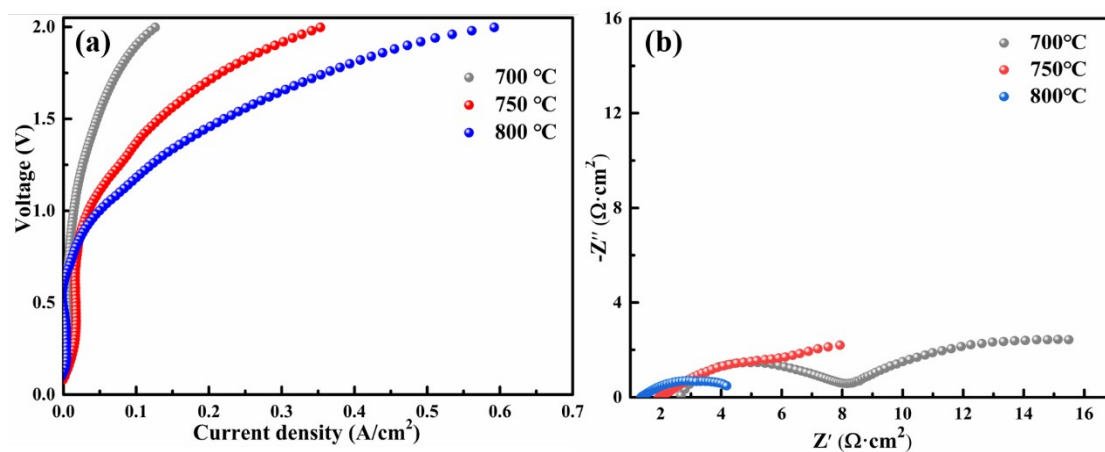 (a)
2.0
1.5
1.0
0.5
0.0
Voltage (V)
700 °C
750 °C
800 °C
0.0 0.1 0.2 0.3 0.4 0.5 0.6 0.7
Current density (A/cm²)
(b)
16
12
8
4
0
-Z″ (Ω·cm²)
700°C
750°C
800°C
2 4 6 8 10 12 14 16
Z′ (Ω·cm²)